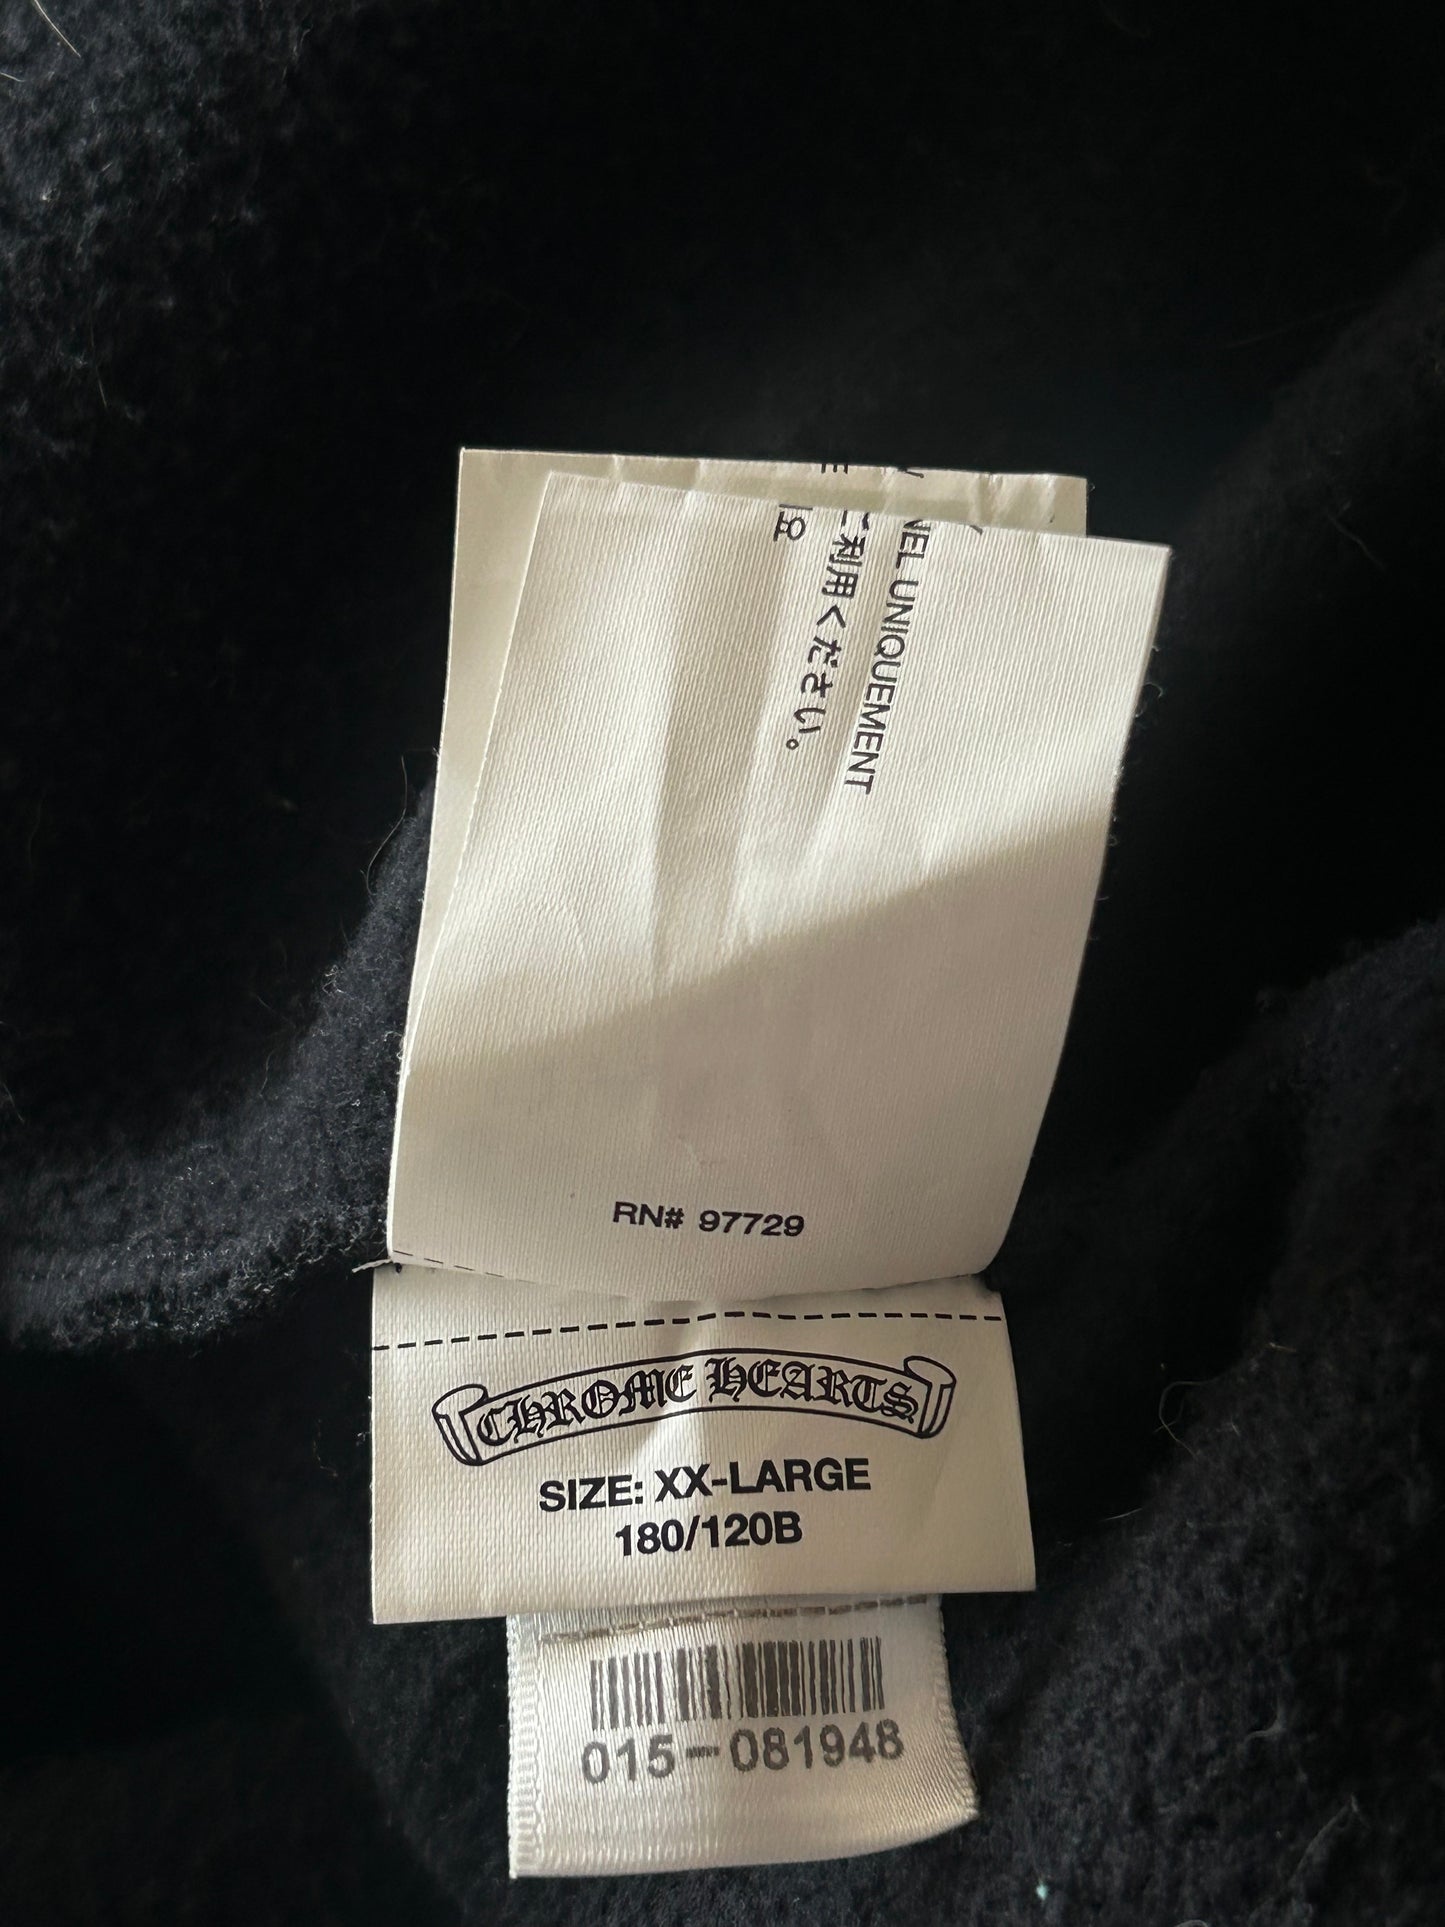 NEL UNIQUEMENT
ご利用ください。
요
RN# 97729
CHROME HEARTS
SIZE: XX-LARGE
180/120B
015-081948